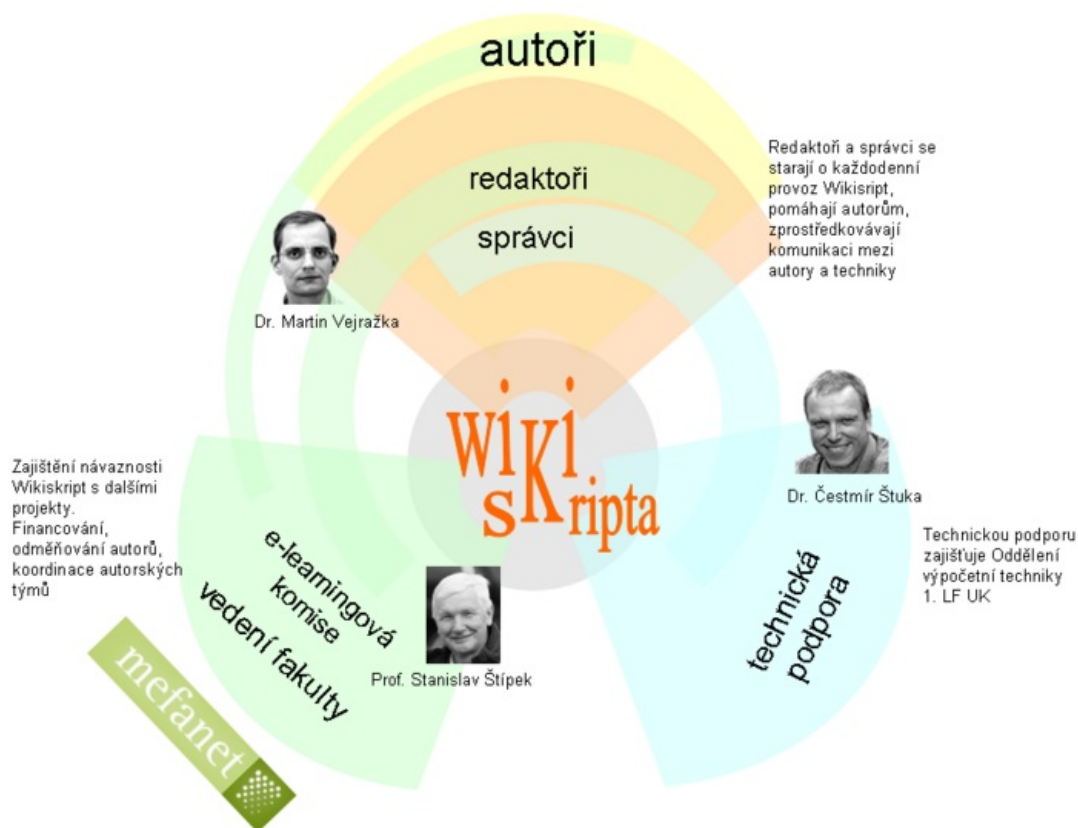 autoři
redaktoři
správci
Redaktoři a správci se
starají o každodenní
provoz Wikisript,
pomáhají autorům,
zprostředkovávají
komunikaci mezi
autory a techniky
Dr. Martin Vejražka
wiki
skripta
Dr. Čestmír Štuka
Zajištění návaznosti
Wikiskript s dalšími
projekty.
Financování,
odměňování autorů,
koordinace autorských
týmů
e-learningová
komise
vedení fakulty
Prof. Stanislav Štípek
technická
podpora
Technickou podporu
zajišťuje Oddělení
výpočetní techniky
1. LF UK
mefanet